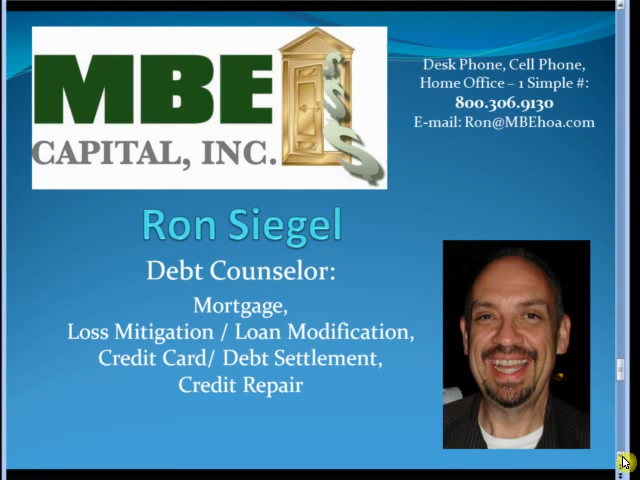 MBE
CAPITAL, INC.
$$$
Desk Phone, Cell Phone,
Home Office – 1 Simple #:
800.306.9130
E-mail: Ron@MBEhoa.com
Ron Siegel
Debt Counselor:
Mortgage,
Loss Mitigation / Loan Modification,
Credit Card/ Debt Settlement,
Credit Repair